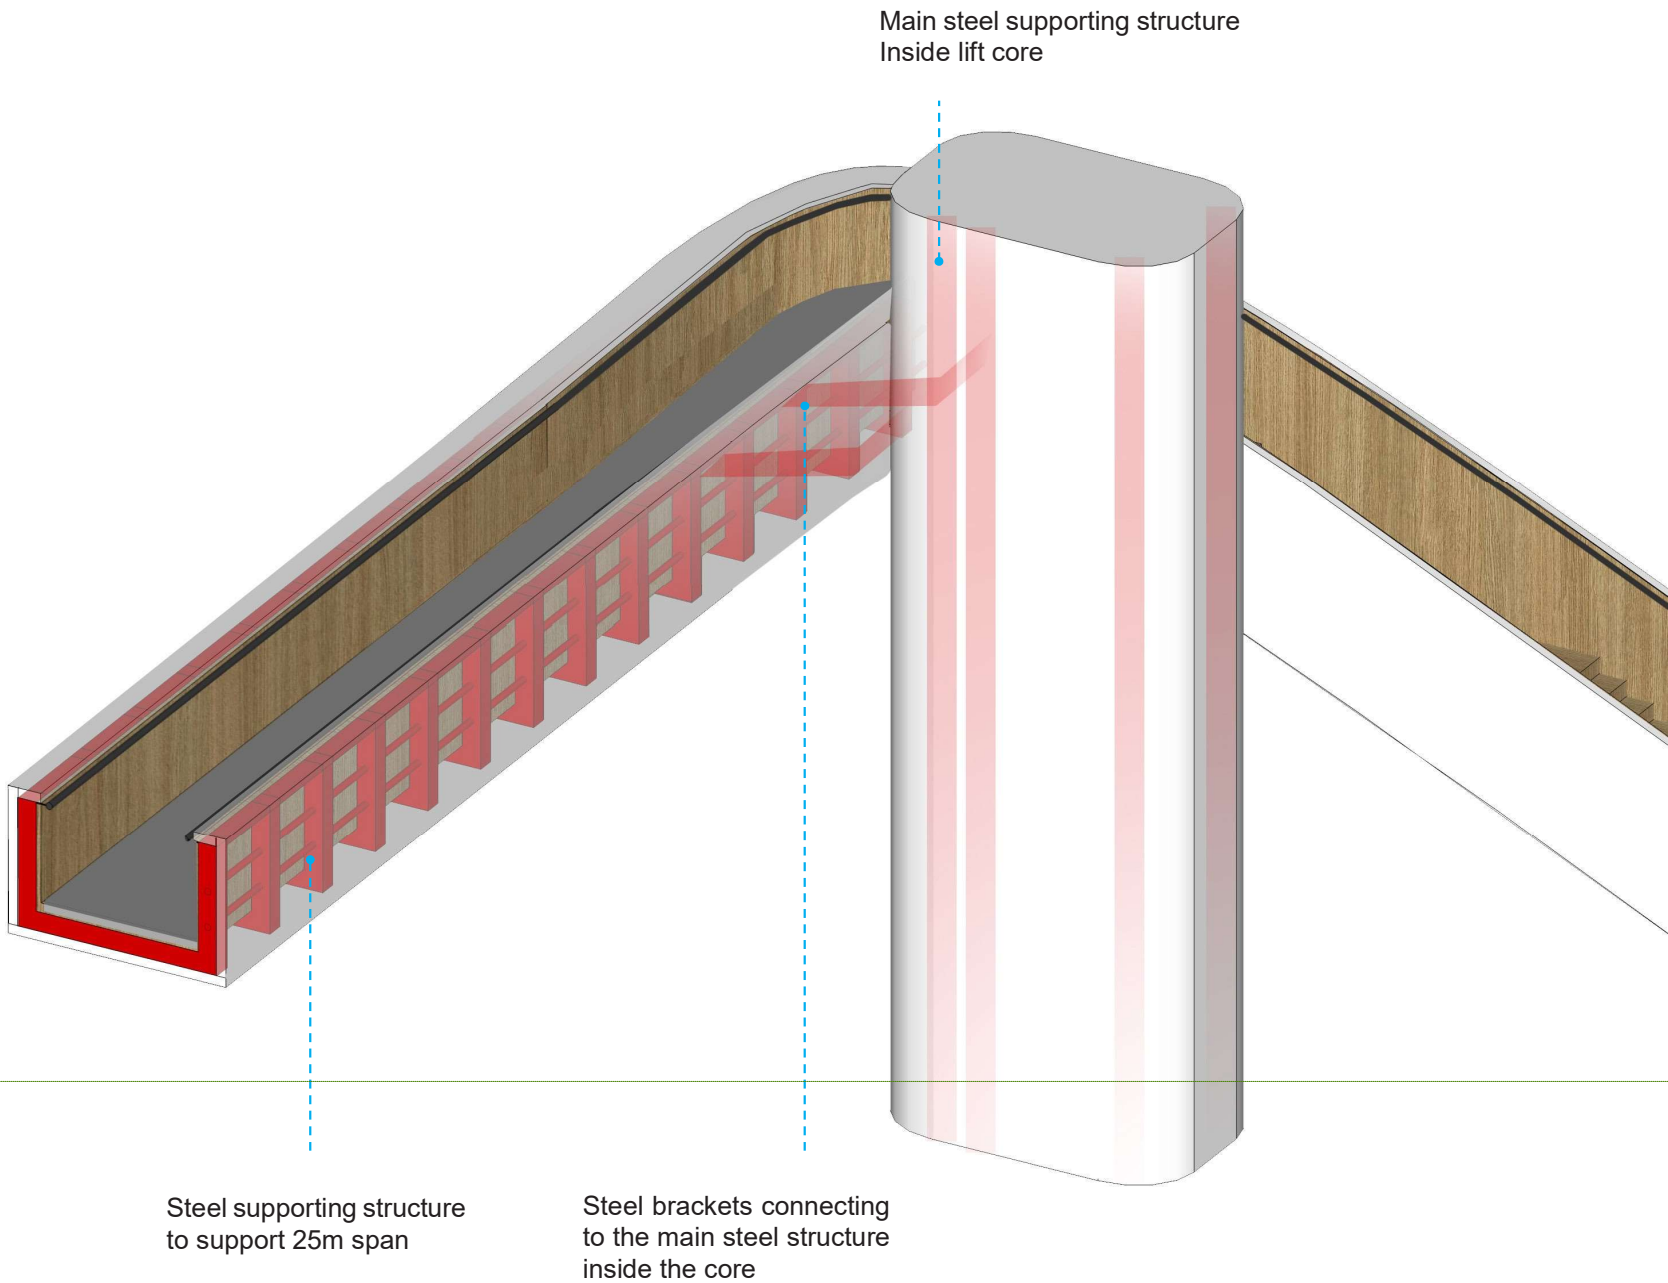 Main steel supporting structure
Inside lift core
Steel supporting structure
to support 25m span
Steel brackets connecting
to the main steel structure
inside the core